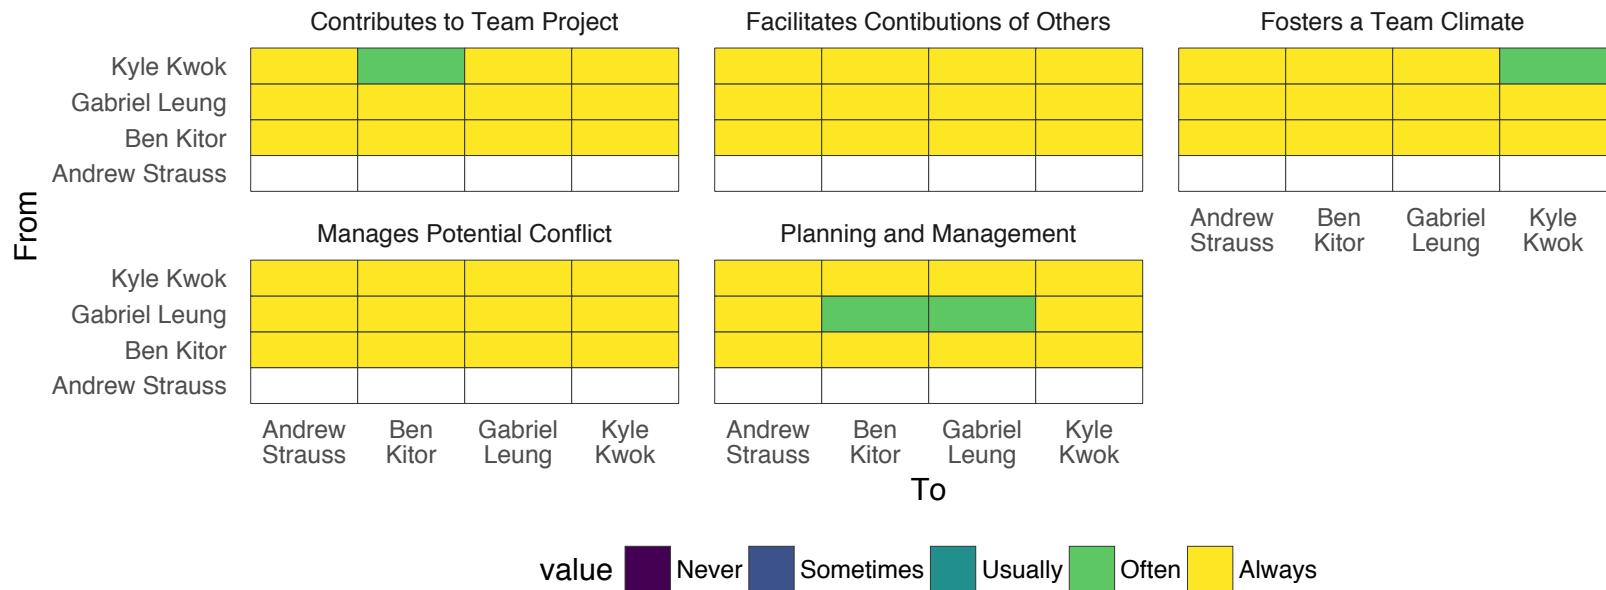 Contributes to Team Project
Facilitates Contibutions of Others
Fosters a Team Climate
Kyle Kwok
Gabriel Leung
Ben Kitor
Andrew Strauss
Andrew
Strauss
Ben
Kitor
Gabriel
Leung
Kyle
Kwok
From
Manages Potential Conflict
Planning and Management
Kyle Kwok
Gabriel Leung
Ben Kitor
Andrew Strauss
Andrew
Strauss
Ben
Kitor
Gabriel
Leung
Kyle
Kwok
Andrew
Strauss
Ben
Kitor
Gabriel
Leung
Kyle
Kwok
To
value Never Sometimes Usually Often Always